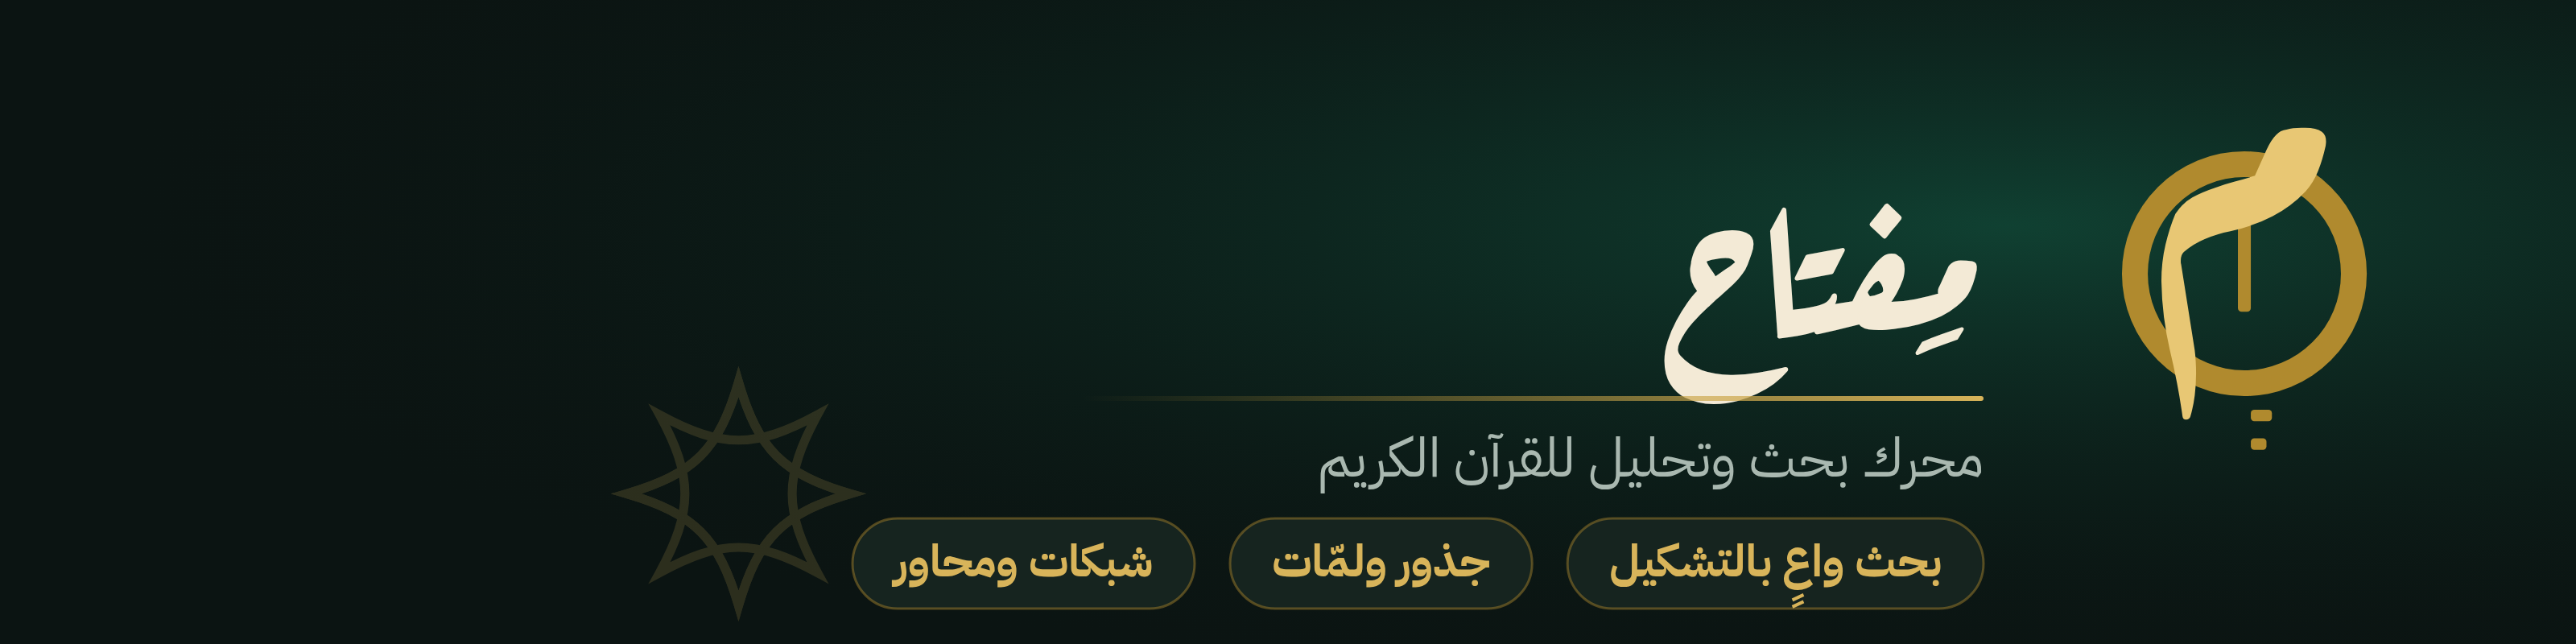 م
مِفتاح
محرك بحث وتحليل للقرآن الكريم
بحث واعٍ بالتشكيل
جذور ولمّات
شبكات ومحاور